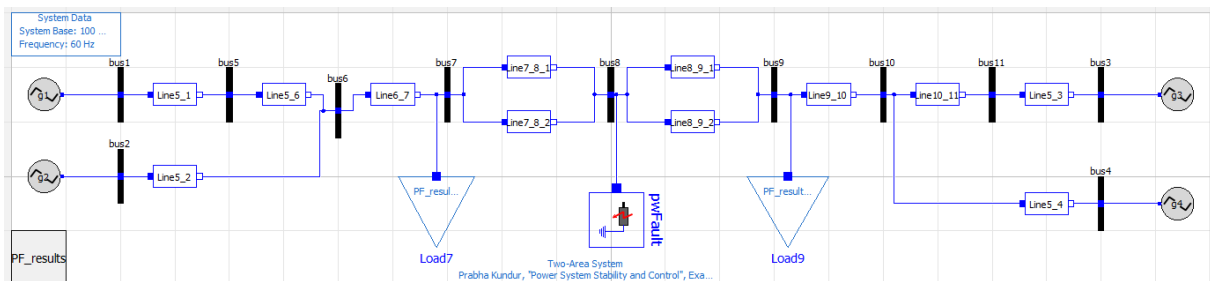 System Data
System Base: 100 ...
Frequency: 60 Hz
bus1
bus5
bus6
bus7
bus8
bus9
bus10
bus11
bus3
Line7_8_1
Line8_9_1
g1
Line5_1
Line5_6
Line6_7
Line9_10
Line10_11
Line5_3
g3
Line7_8_2
Line8_9_2
bus2
g2
Line5_2
bus4
Line5_4
g4
PF_resul...
PF_result...
pwFault
Load7
Load9
PF_results
Two-Area System
Prabha Kundur, "Power System Stability and Control", Exa...